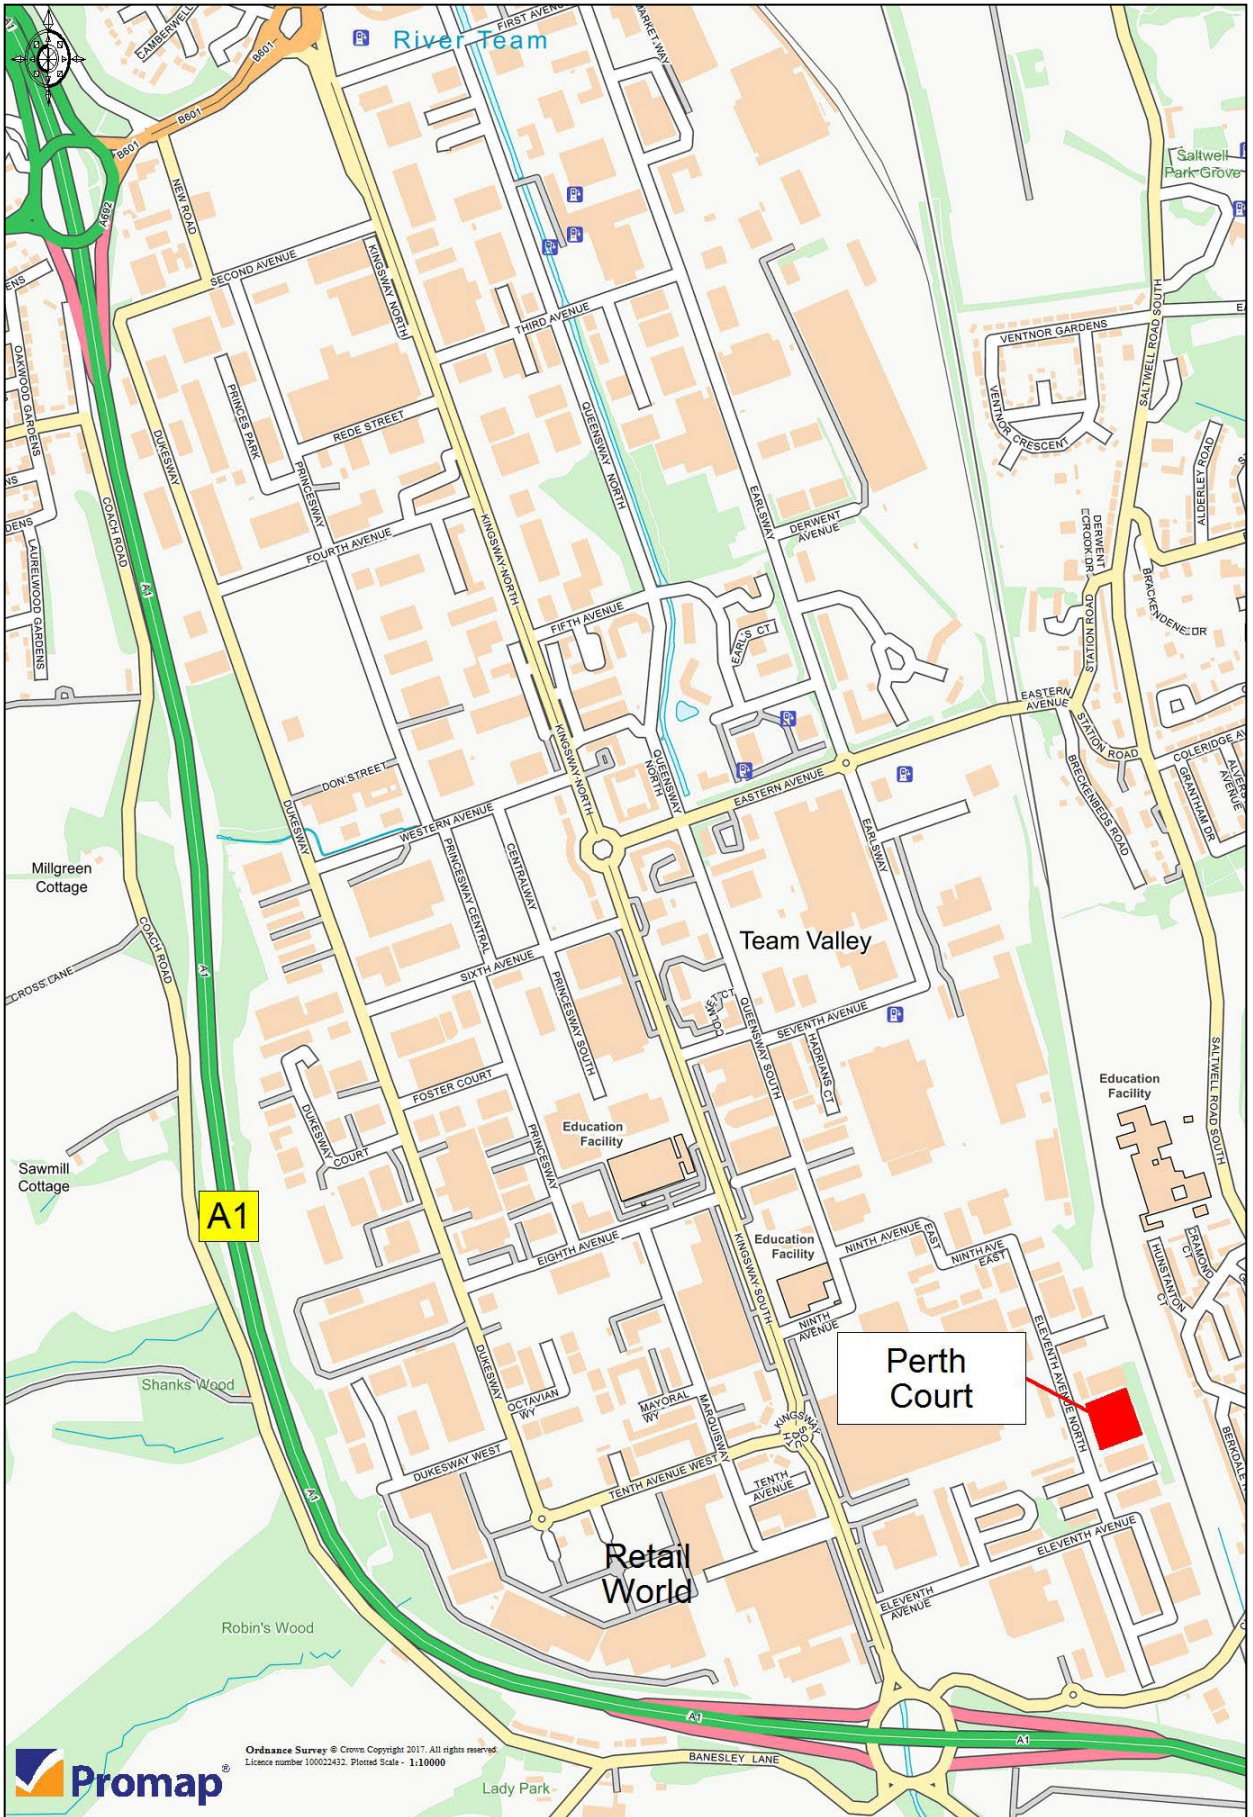 A1
CAMBERWELL
B601
River Team
FIRST AVENUE
MARKET WAY
B601
B601
Saltwell
Park Grove
A692
NEW ROAD
SECOND AVENUE
KINGSWAY NORTH
ENS
THIRD AVENUE
SALTWELL ROAD SOUTH
VENTNOR GARDENS
OAKWOOD GARDENS
PRINCES PARK
REDE STREET
QUEENSWAY NORTH
VENTNOR CRESCENT
DUKESWAY
PRINCESWAY
ALDERLEY ROAD
NS
COACH ROAD
EARLSWAY
DERWENT
AVENUE
DENS
FOURTH AVENUE
KINGSWAY NORTH
DERWENT
CROOK DR
LAURELWOOD GARDENS
A1
BRACKENDENE DR
FIFTH AVENUE
EARL'S CT
STATION ROAD
EASTERN
AVENUE
KINGSWAY NORTH
QUEENSWAY
NORTH
STATION ROAD
COLERIDGE AV
DON STREET
EASTERN AVENUE
GRANTHAM DR
ALVERS
AVENUE
DUKESWAY
WESTERN AVENUE
BRECKENBEDS ROAD
EARLSWAY
Millgreen
Cottage
PRINCESWAY CENTRAL
CENTRALWAY
COACH ROAD
Team Valley
CROSS LANE
A1
SIXTH AVENUE
PRINCESWAY SOUTH
QUEENSWAY SOUTH
SEVENTH AVENUE
HADRIANS CT
SALTWELL ROAD SOUTH
FOSTER COURT
Education
Facility
DUKESWAY
COURT
Education
Facility
PRINCESWAY
Sawmill
Cottage
A1
EIGHTH AVENUE
KINGSWAY SOUTH
Education
Facility
NINTH AVENUE
EAST
NINTH AVE
EAST
HUNSTANTON
CT
CRAMOND
CT
NINTH
AVENUE
ELEVENTH AVENUE NORTH
Perth
Court
DUKESWAY
Shanks Wood
OCTAVIAN
WY
MAYORAL
WY
MARQUISWAY
KINGSWAY
SOUTH
BERKDALE
DUKESWAY WEST
TENTH AVENUE WEST
TENTH
AVENUE
A1
Retail
World
ELEVENTH AVENUE
ELEVENTH
AVENUE
Robin's Wood
A1
A1
BANESLEY LANE
Promap®
Ordnance Survey © Crown Copyright 2017. All rights reserved.
Licence number 100022432. Plotted Scale - 1:10000
Lady Park